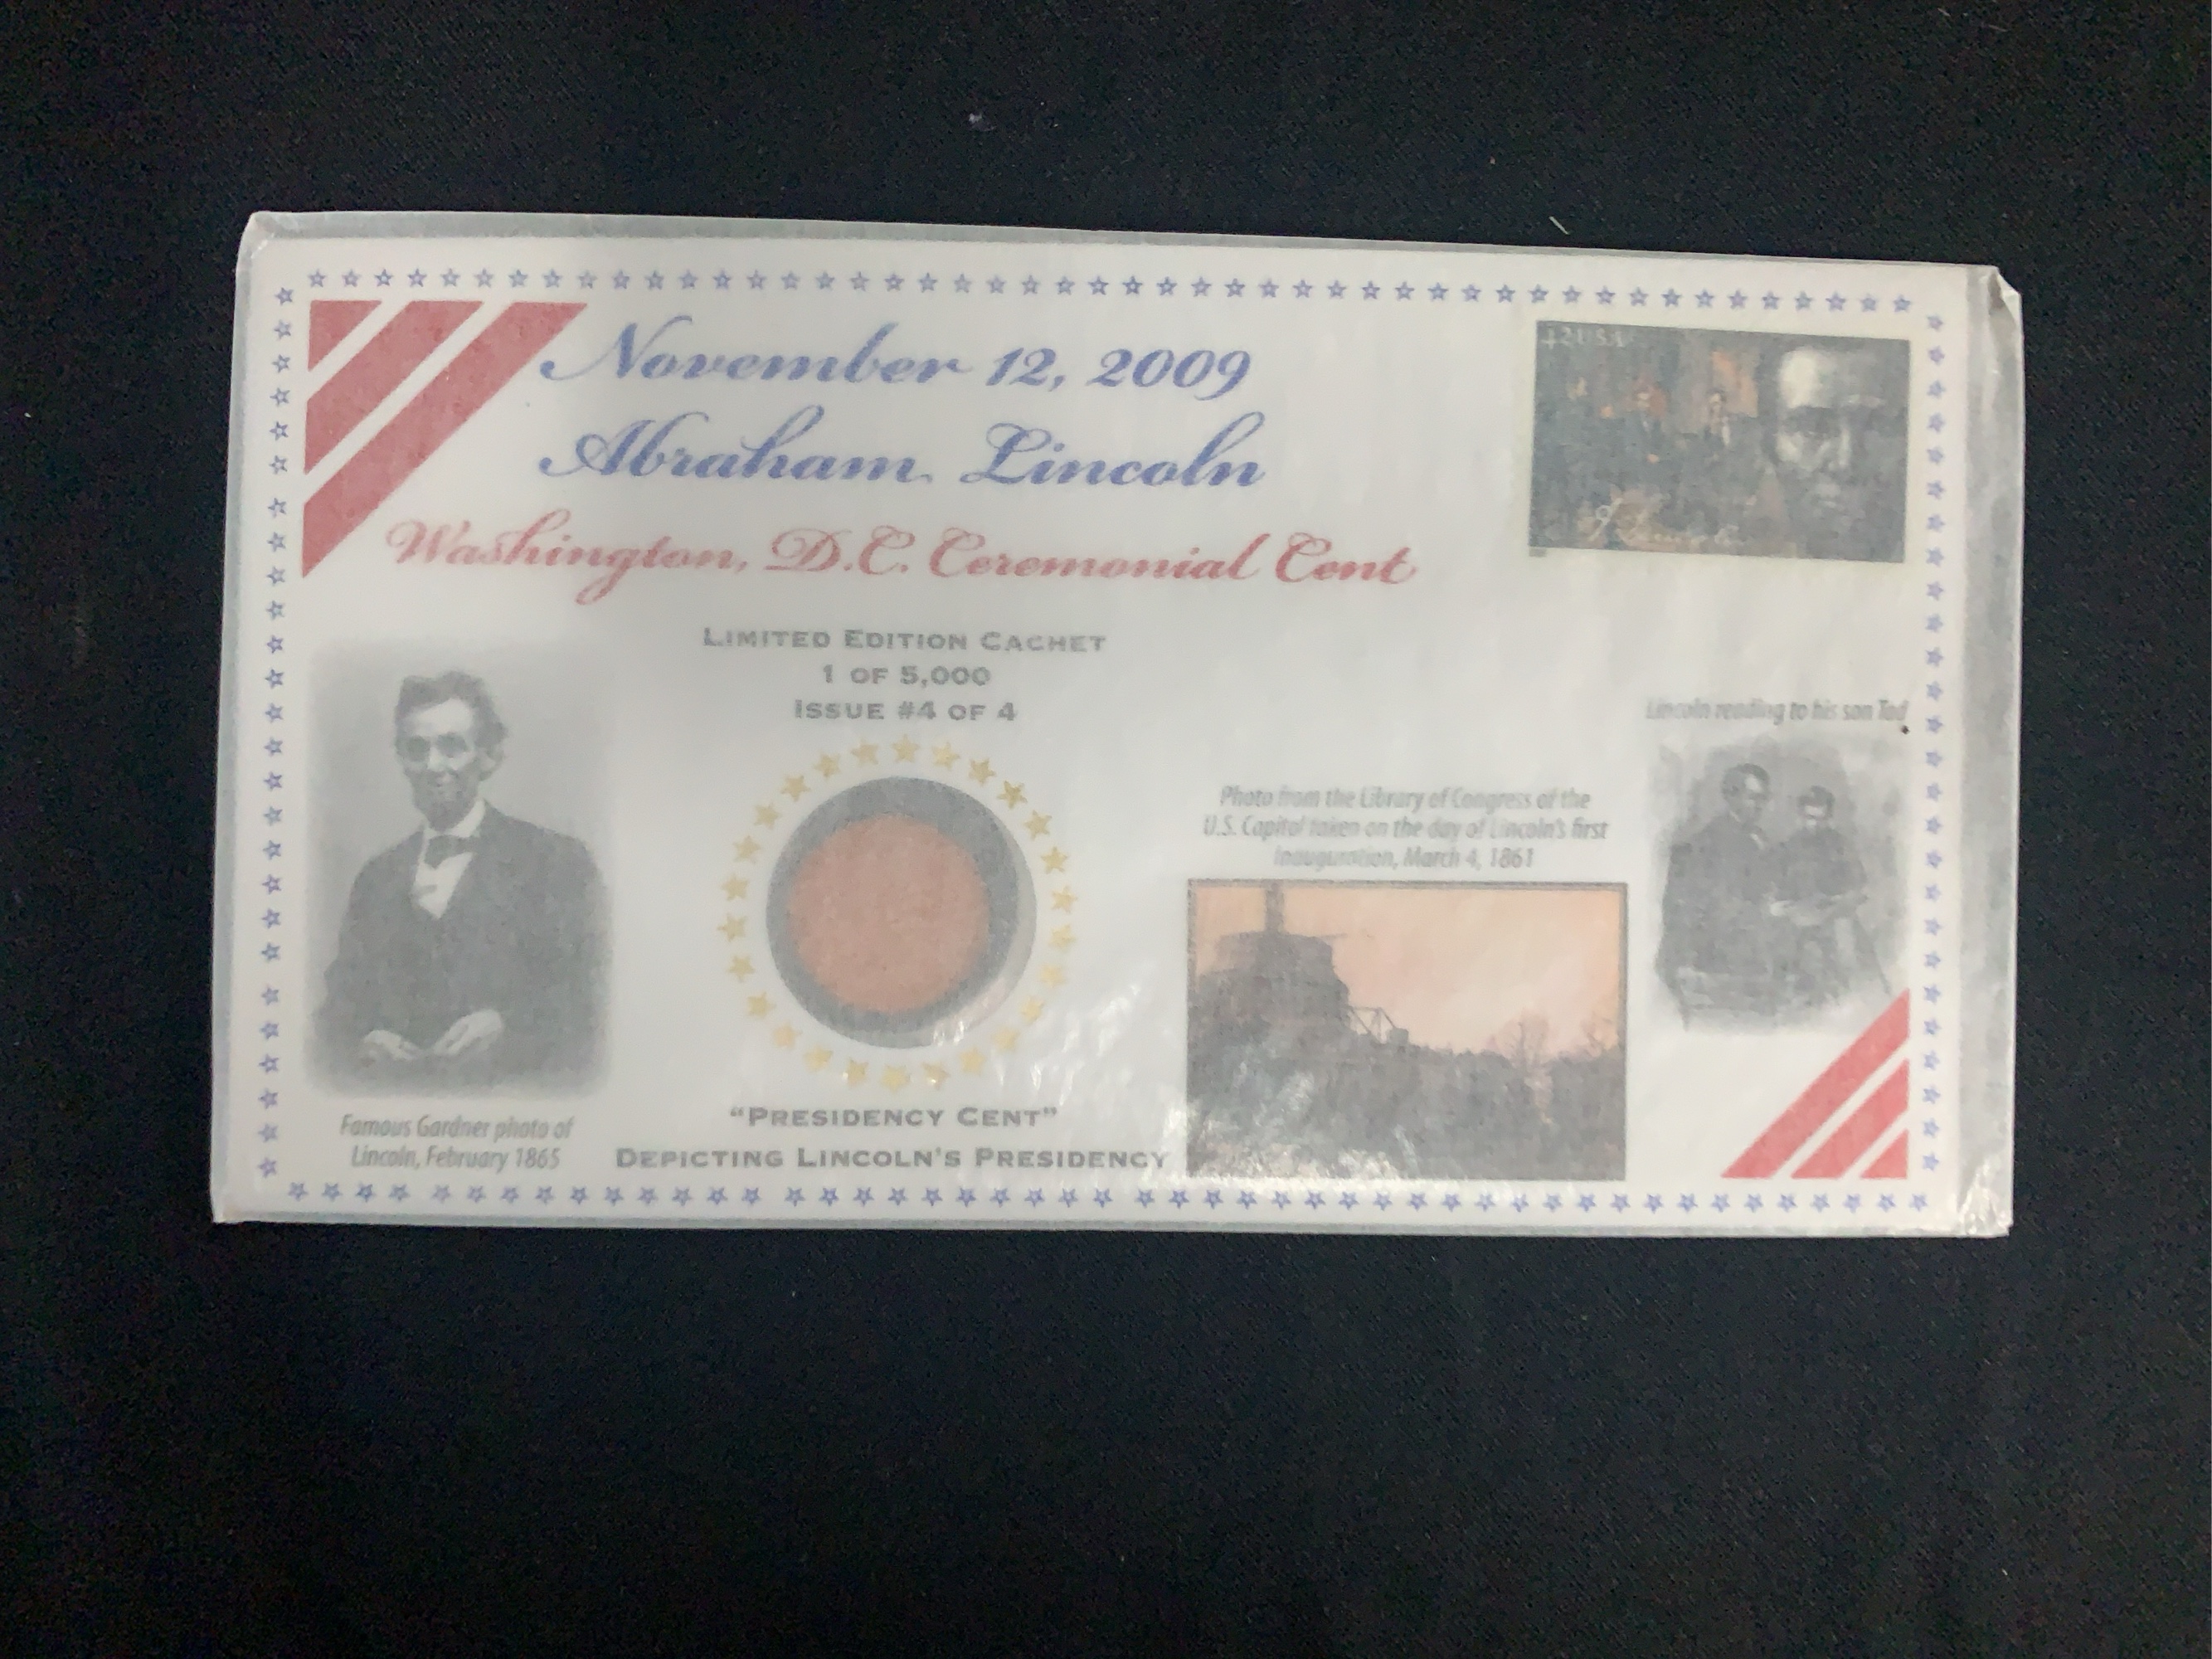 November 12, 2009
Abraham Lincoln
Washington, D.C. Ceremonial Cent
42USA
A. Lincoln
LIMITED EDITION CACHET
1 OF 5,000
ISSUE #4 OF 4
Lincoln reading to his son Tad
Photo from the Library of Congress of the
U.S. Capitol taken on the day of Lincoln's first
inauguration, March 4, 1861
Famous Gardner photo of
Lincoln, February 1865
"PRESIDENCY CENT"
DEPICTING LINCOLN'S PRESIDENCY